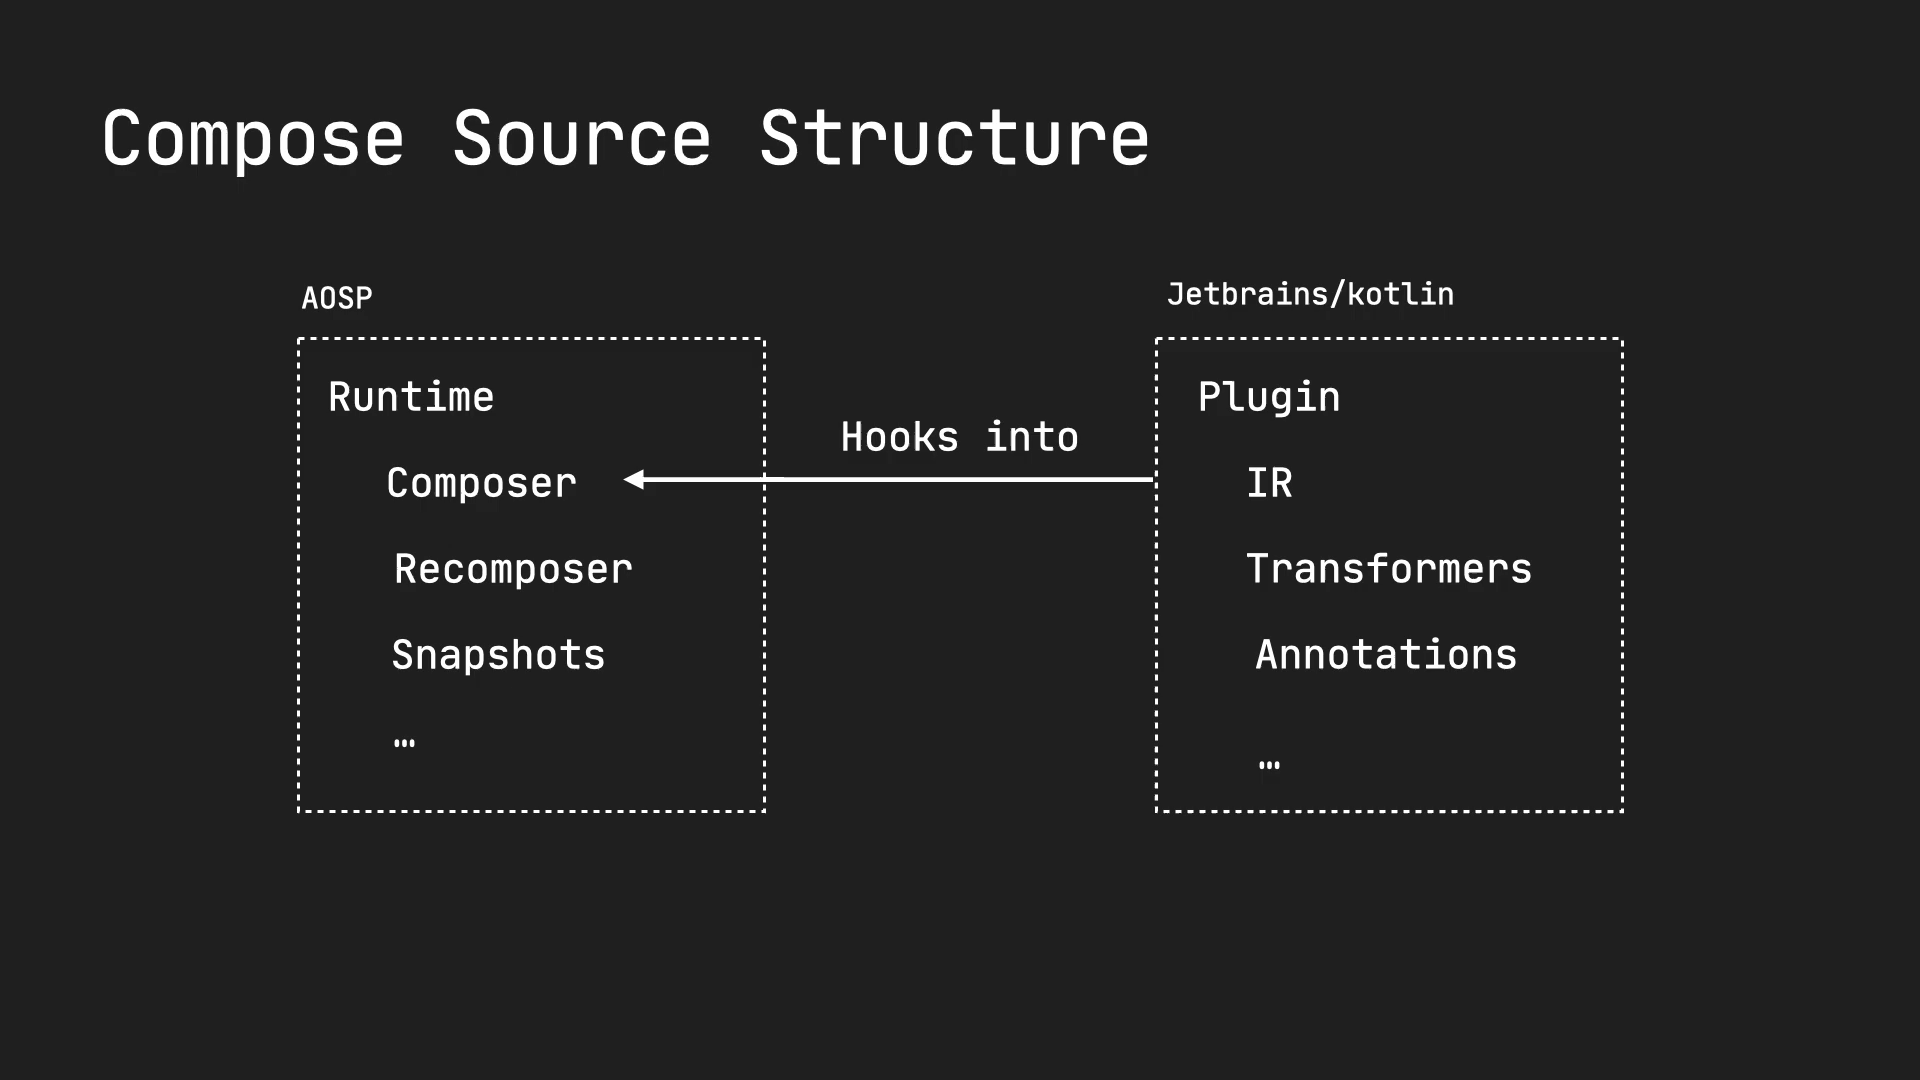 Compose Source Structure
AOSP
Runtime
Composer
Recomposer
Snapshots
…
Hooks into
Jetbrains/kotlin
Plugin
IR
Transformers
Annotations
…